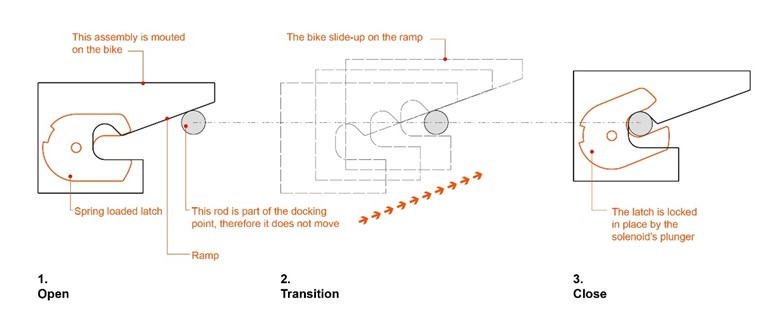 This assembly is mouted
on the bike
Spring loaded latch
This rod is part of the docking
point, therefore it does not move
Ramp
1.
Open
The bike slide-up on the ramp
2.
Transition
The latch is locked
in place by the
solenoid's plunger
3.
Close